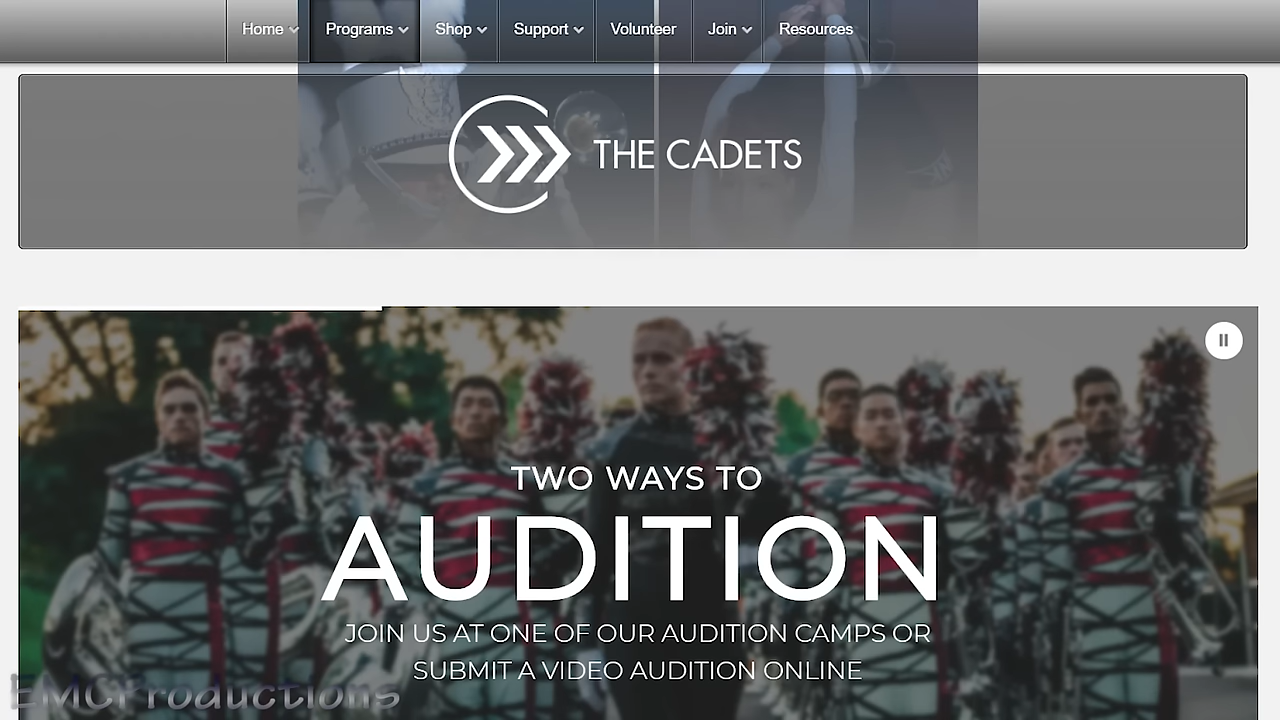 Home Programs Shop Support Volunteer Join Resources
THE CADETS
TWO WAYS TO
AUDITION
JOIN US AT ONE OF OUR AUDITION CAMPS OR
SUBMIT A VIDEO AUDITION ONLINE
EMCProductions